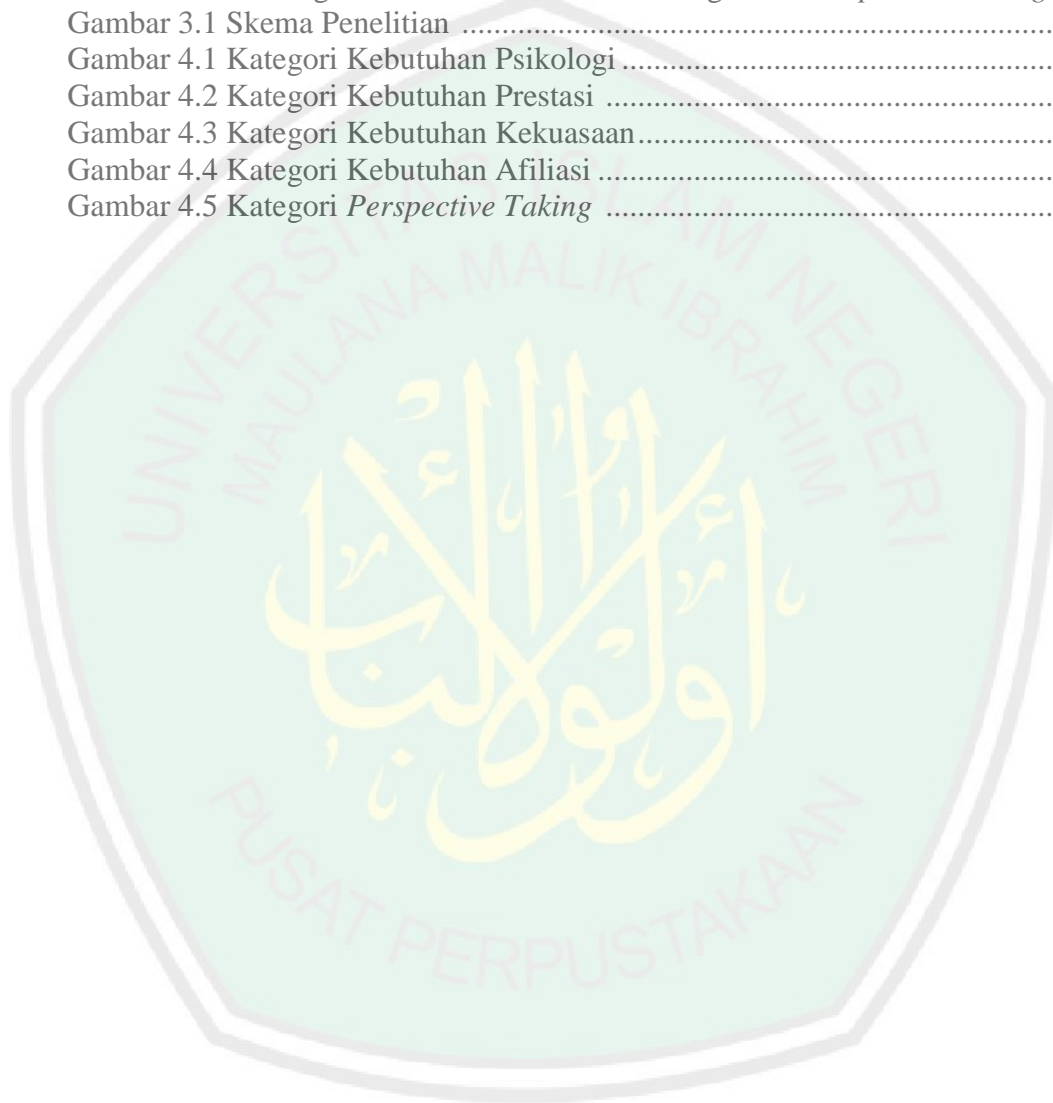 Gambar 3.1 Skema Penelitian ........................................................................
Gambar 4.1 Kategori Kebutuhan Psikologi ....................................................
Gambar 4.2 Kategori Kebutuhan Prestasi ......................................................
Gambar 4.3 Kategori Kebutuhan Kekuasaan..................................................
Gambar 4.4 Kategori Kebutuhan Afiliasi .......................................................
Gambar 4.5 Kategori Perspective Taking ......................................................
UNIVERSITAS ISLAM NEGERI
MAULANA MALIK IBRAHIM
أولوا الألباب
PUSAT PERPUSTAKAAN